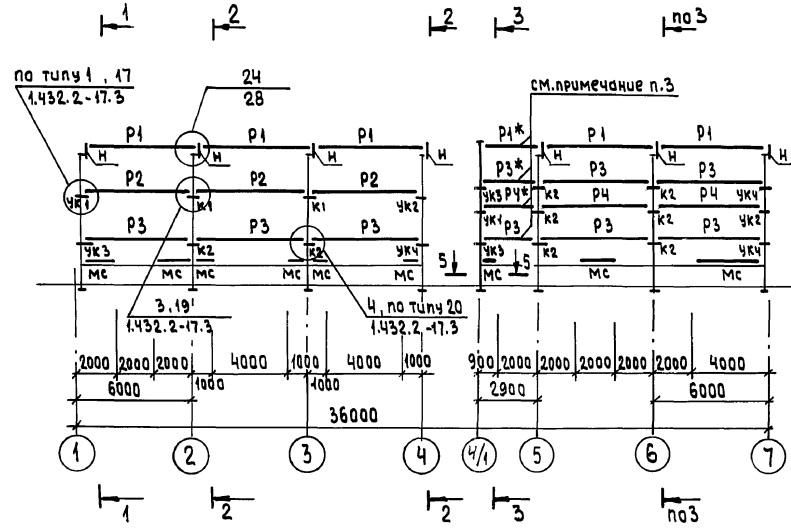 1 2 2 3 по3
по типу 1, 17
1.432.2-17.3
24
28
см. примечание п.3
Р1 Р1 Р1 Р1* Р1 Р1
Н Н Н Н Н Н Н
Р3* Р3 Р3
Р2 Р2 Р2 УК3 Р4* К2 Р4 К2 Р4 УК4
УК1 К1 К1 УК2 УК1 К2 К2 УК2
Р3 Р3 Р3 Р3 Р3 Р3
УК3 К2 К2 УК4 УК3 К2 К2 УК4
МС МС МС МС МС МС МС
5 5
3, 19
1.432.2-17.3
4, по типу 20
1.432.2-17.3
2000 2000 2000 1000 4000 1000 1000 4000 1000 900 2000 2000 2000 2000 2000 4000
6000 2900 6000
36000
1 2 3 4 4/1 5 6 7
1 2 2 3 по3